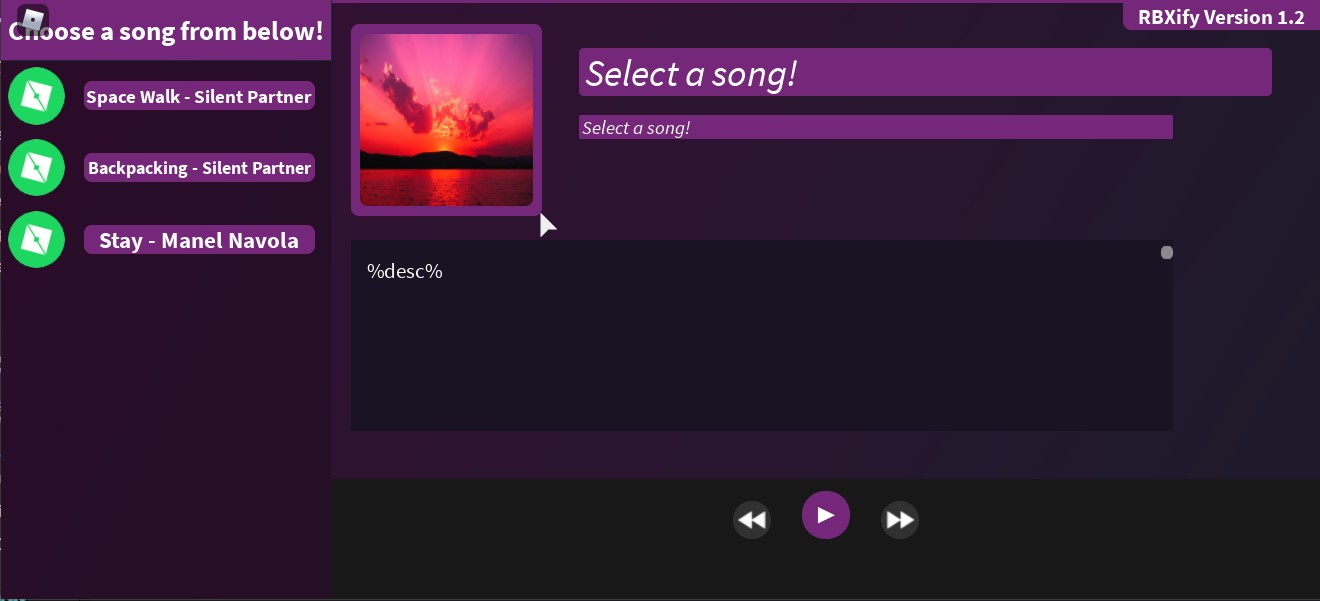 Choose a song from below!
Space Walk - Silent Partner
Backpacking - Silent Partner
Stay - Manel Navola
RBXify Version 1.2
Select a song!
Select a song!
%desc%